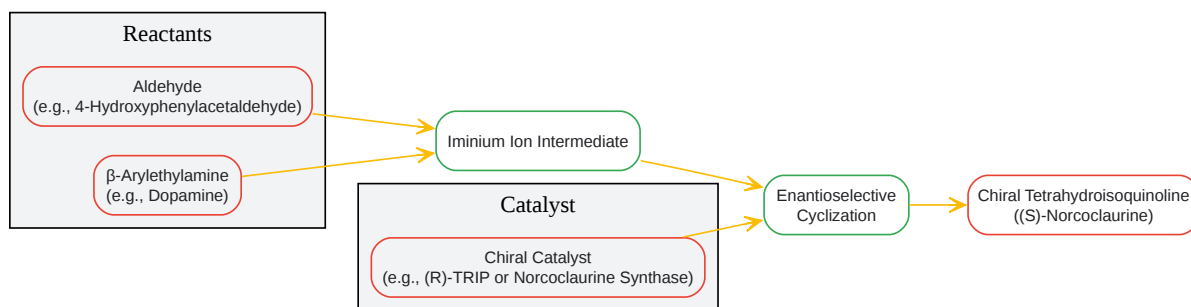 Reactants
Aldehyde
(e.g., 4-Hydroxyphenylacetaldehyde)
β-Arylethylamine
(e.g., Dopamine)
Iminium Ion Intermediate
Catalyst
Chiral Catalyst
(e.g., (R)-TRIP or Norcoclaurine Synthase)
Enantioselective
Cyclization
Chiral Tetrahydroisoquinoline
((S)-Norcoclaurine)